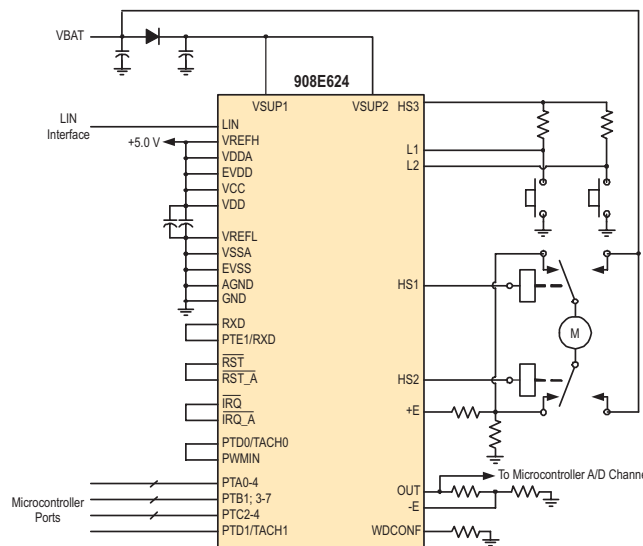 VBAT
908E624
VSUP1
VSUP2
HS3
LIN
Interface
LIN
+5.0 V
VREFH
VDDA
EVDD
VCC
VDD
VREFL
VSSA
EVSS
AGND
GND
RXD
PTE1/RXD
RST
RST_A
IRQ
IRQ_A
PTD0/TACH0
PWMIN
Microcontroller
Ports
PTA0-4
PTB1; 3-7
PTC2-4
PTD1/TACH1
L1
L2
HS1
M
HS2
+E
To Microcontroller A/D Channe
OUT
-E
WDCONF